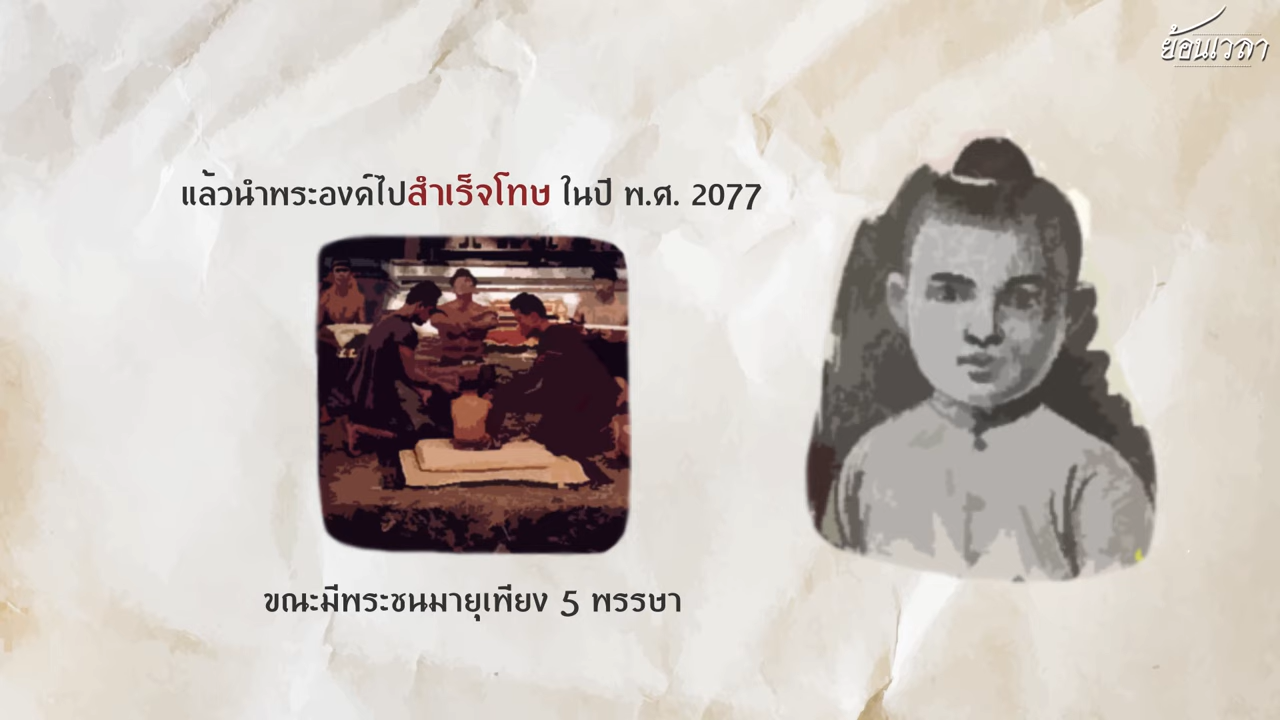 ย้อนเวลา
แล้วนำพระองค์ไปสำเร็จโทษ ในปี พ.ศ. 2077
ขณะมีพระชนมายุเพียง 5 พรรษา